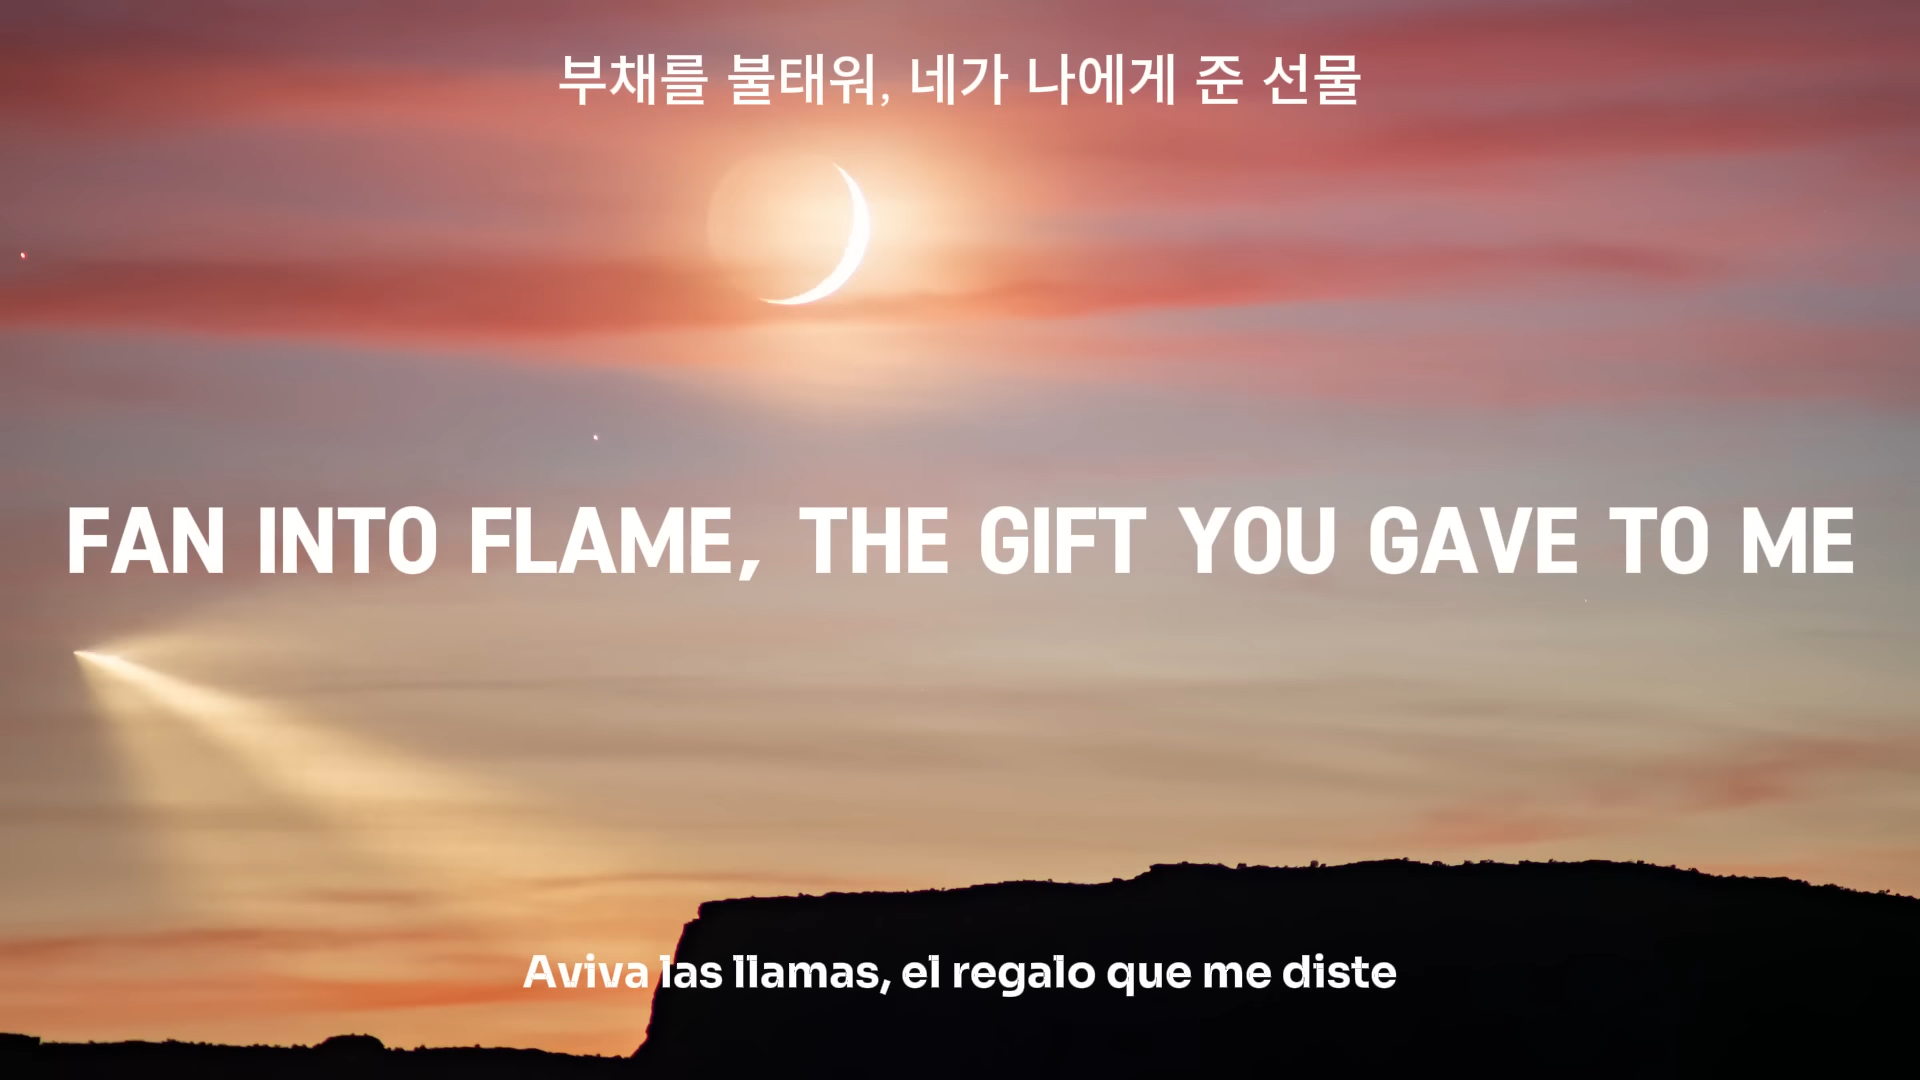 부채를 불태워, 네가 나에게 준 선물
FAN INTO FLAME, THE GIFT YOU GAVE TO ME
Aviva las llamas, el regalo que me diste